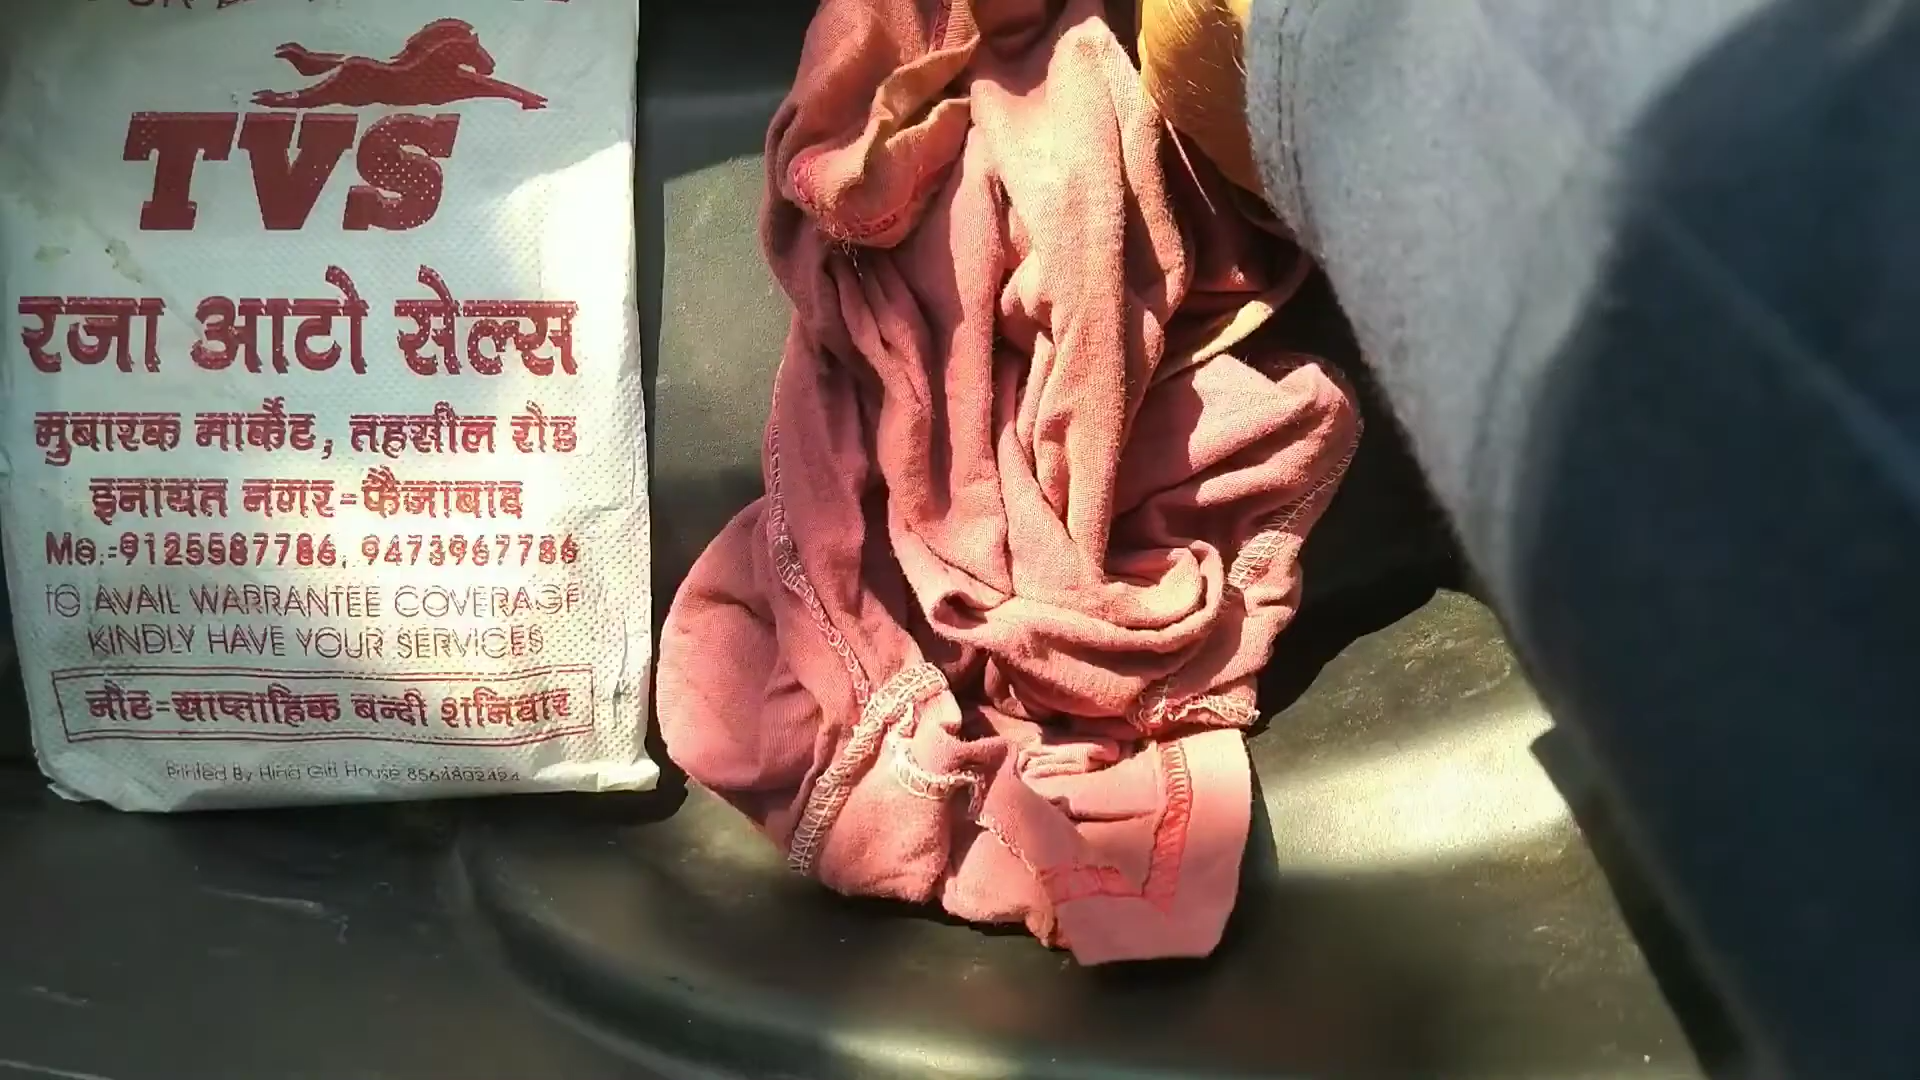 TVS
रजा आटो सेल्स
मुबारक मार्केट, तहसील रोड
इनायत नगर-फैजाबाद
Mo.-9125587786, 9473967786
TO AVAIL WARRANTEE COVERAGE
KINDLY HAVE YOUR SERVICES
नोट-साप्ताहिक बन्दी शनिवार
Printed By Hina Gift House 8564802424